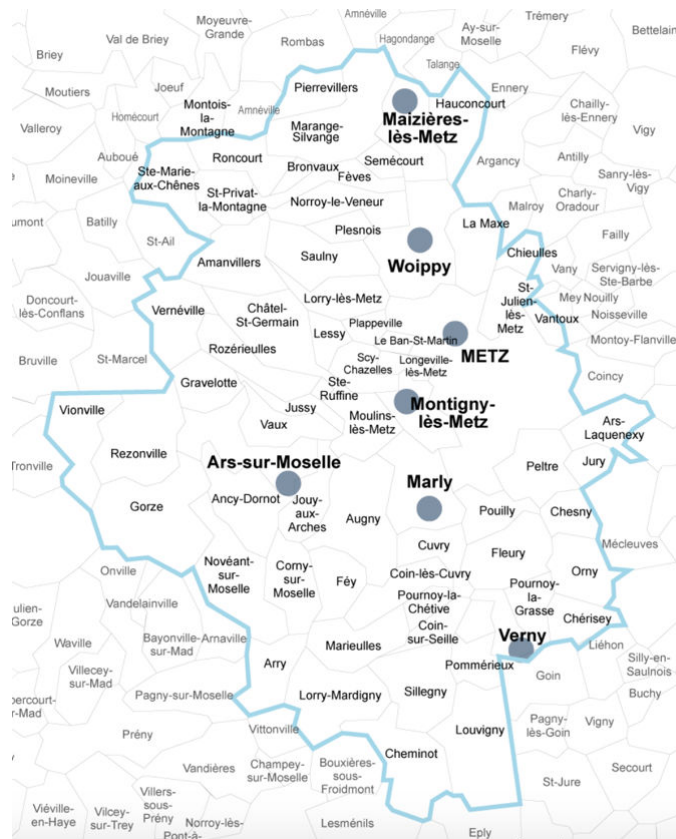 Amnéville
Trémery
Moyeuvre-
Grande
Bettelain
Ay-sur
Moselle
Val de Briey
Rombas
Hagondange
Briey
Flévy
Talange
Moutiers
Joeuf
Pierrevillers
Ennery
Montois-
la-
Montagne
Amnéville
Maizières-
lès-Metz
Hauconcourt
Chailly-
lès-Ennery
Homécourt
Valleroy
Marange-
Silvange
Vigy
Auboué
Roncourt
Semécourt
Argancy
Antilly
Bronvaux
Fèves
Ste-Marie-
aux-Chênes
Moineville
Sanry-lès-
Vigy
St-Privat-
la-Montagne
Norroy-le-Veneur
Charly-
Oradour
Malroy
Batilly
umont
La Maxe
Plesnois
Failly
St-Ail
Woippy
Chieulles
Saulny
Amanvillers
Vany
Servigny-lès-
Ste-Barbe
Jouaville
St-
Julien-
lès-
Metz
Mey
Nouilly
Doncourt-
lès-Conflans
Vernéville
Châtel-
St-Germain
Lorry-lès-Metz
Noisseville
Vantoux
Plappeville
Lessy
Le Ban-St-Martin
METZ
Montoy-Flanville
Rozérieulles
Bruville
St-Marcel
Scy-
Chazelles
Longeville-
lès-Metz
Coincy
Gravelotte
Ste-
Ruffine
Montigny-
lès-Metz
Vionville
Jussy
Vaux
Moulins-
lès-Metz
Ars-
Laquenexy
Rezonville
Ars-sur-Moselle
Peltre
Jury
Tronville
Marly
Ancy-Dornot
Jouy-
aux-
Arches
Gorze
Augny
Pouilly
Chesny
Mécleuves
Cuvry
Fleury
Onville
Novéant-
sur-
Moselle
Corny-
sur-
Moselle
Féy
Coin-lès-Cuvry
Orny
Pournoy-
la-
Grasse
Pournoy-la-
Chétive
ulien-
Gorze
Vandelainville
Coin-
sur-Seille
Chérisey
Waville
Bayonville-
sur-Mad
Arnaville
Marieulles
Verny
Liéhon
Arry
Pommérieux
Silly-en-
Saulnois
Villecey-
sur-Mad
Goin
Pagny-sur-Moselle
Lorry-Mardigny
Sillegny
Buchy
percourt-
ur-Mad
Vittonville
Louvigny
Pagny-
lès-Goin
Vigny
Prény
Cheminot
Vandières
Champey-
sur-Moselle
Bouxières-
sous-
Froidmont
Secourt
St-Jure
Villers-
sous-
Prény
Viéville-
en-Haye
Vilcey-
sur-Trey
Norroy-lès-
Pont-à-
Lesménils
Eply